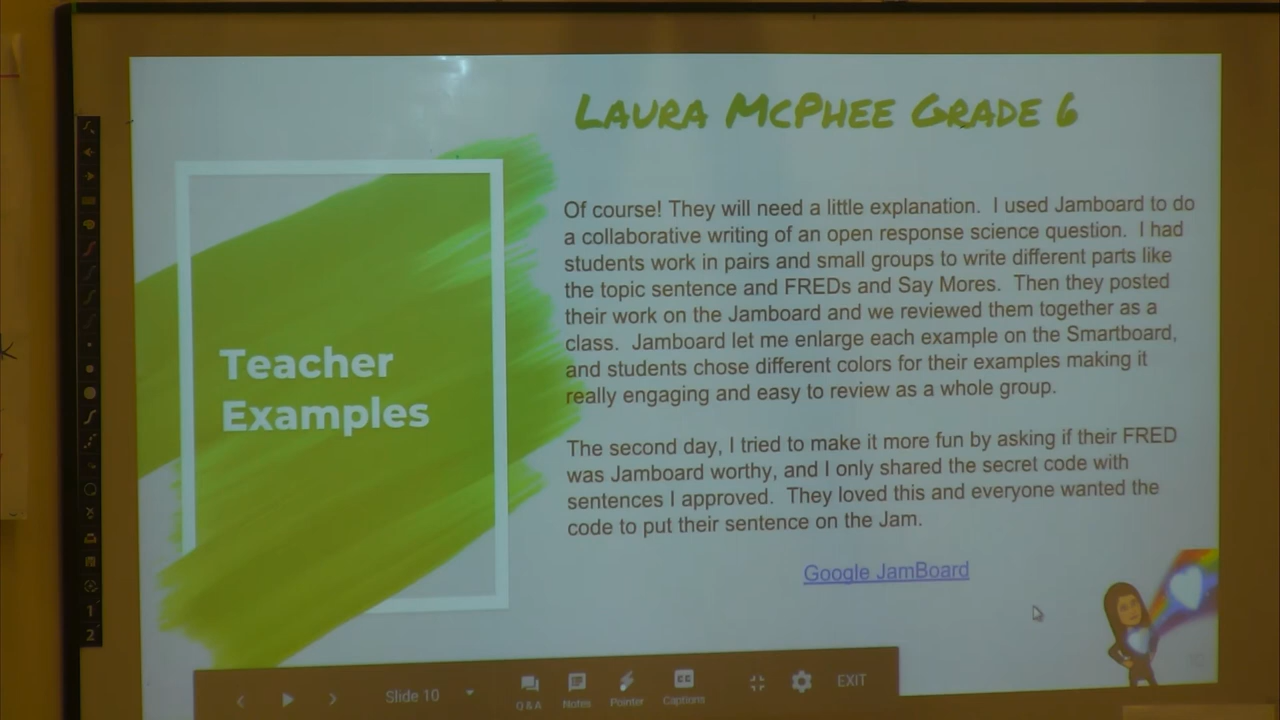 Laura McPhee Grade 6
Of course! They will need a little explanation. I used Jamboard to do
a collaborative writing of an open response science question. I had
students work in pairs and small groups to write different parts like
the topic sentence and FREDs and Say Mores. Then they posted
their work on the Jamboard and we reviewed them together as a
class. Jamboard let me enlarge each example on the Smartboard,
and students chose different colors for their examples making it
really engaging and easy to review as a whole group.
The second day, I tried to make it more fun by asking if their FRED
was Jamboard worthy, and I only shared the secret code with
sentences I approved. They loved this and everyone wanted the
code to put their sentence on the Jam.
Google JamBoard
Teacher
Examples
1
2
Slide 10
Q & A
Notes
Pointer
CC
Captions
EXIT